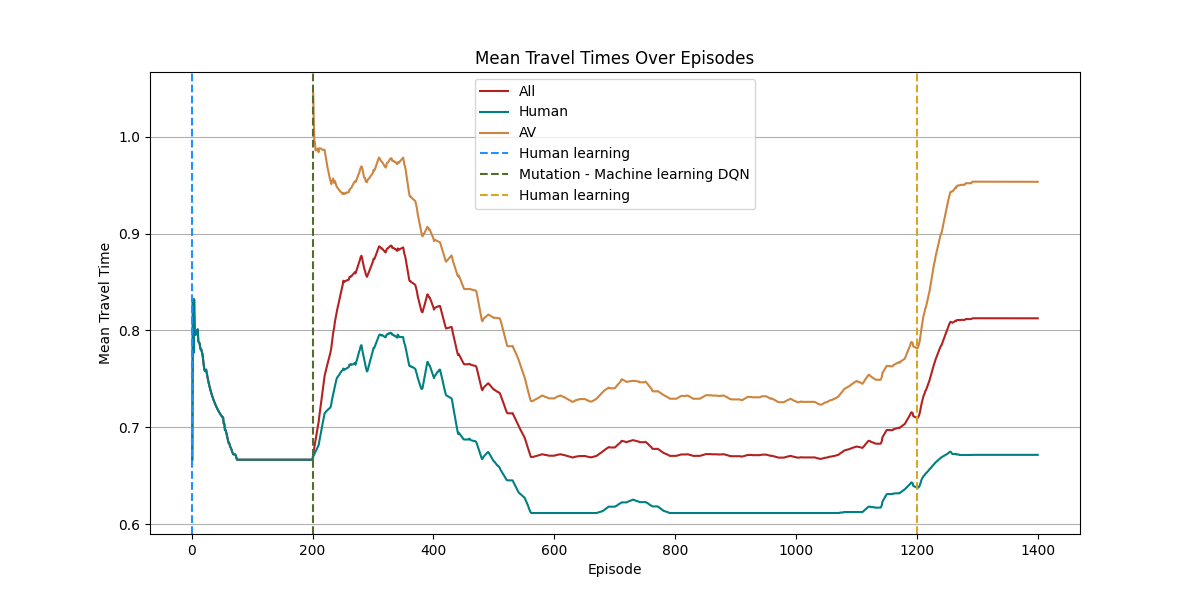 Mean Travel Times Over Episodes
All
Human
AV
Human learning
Mutation - Machine learning DQN
Human learning
Mean Travel Time
1.0
0.9
0.8
0.7
0.6
0 200 400 600 800 1000 1200 1400
Episode